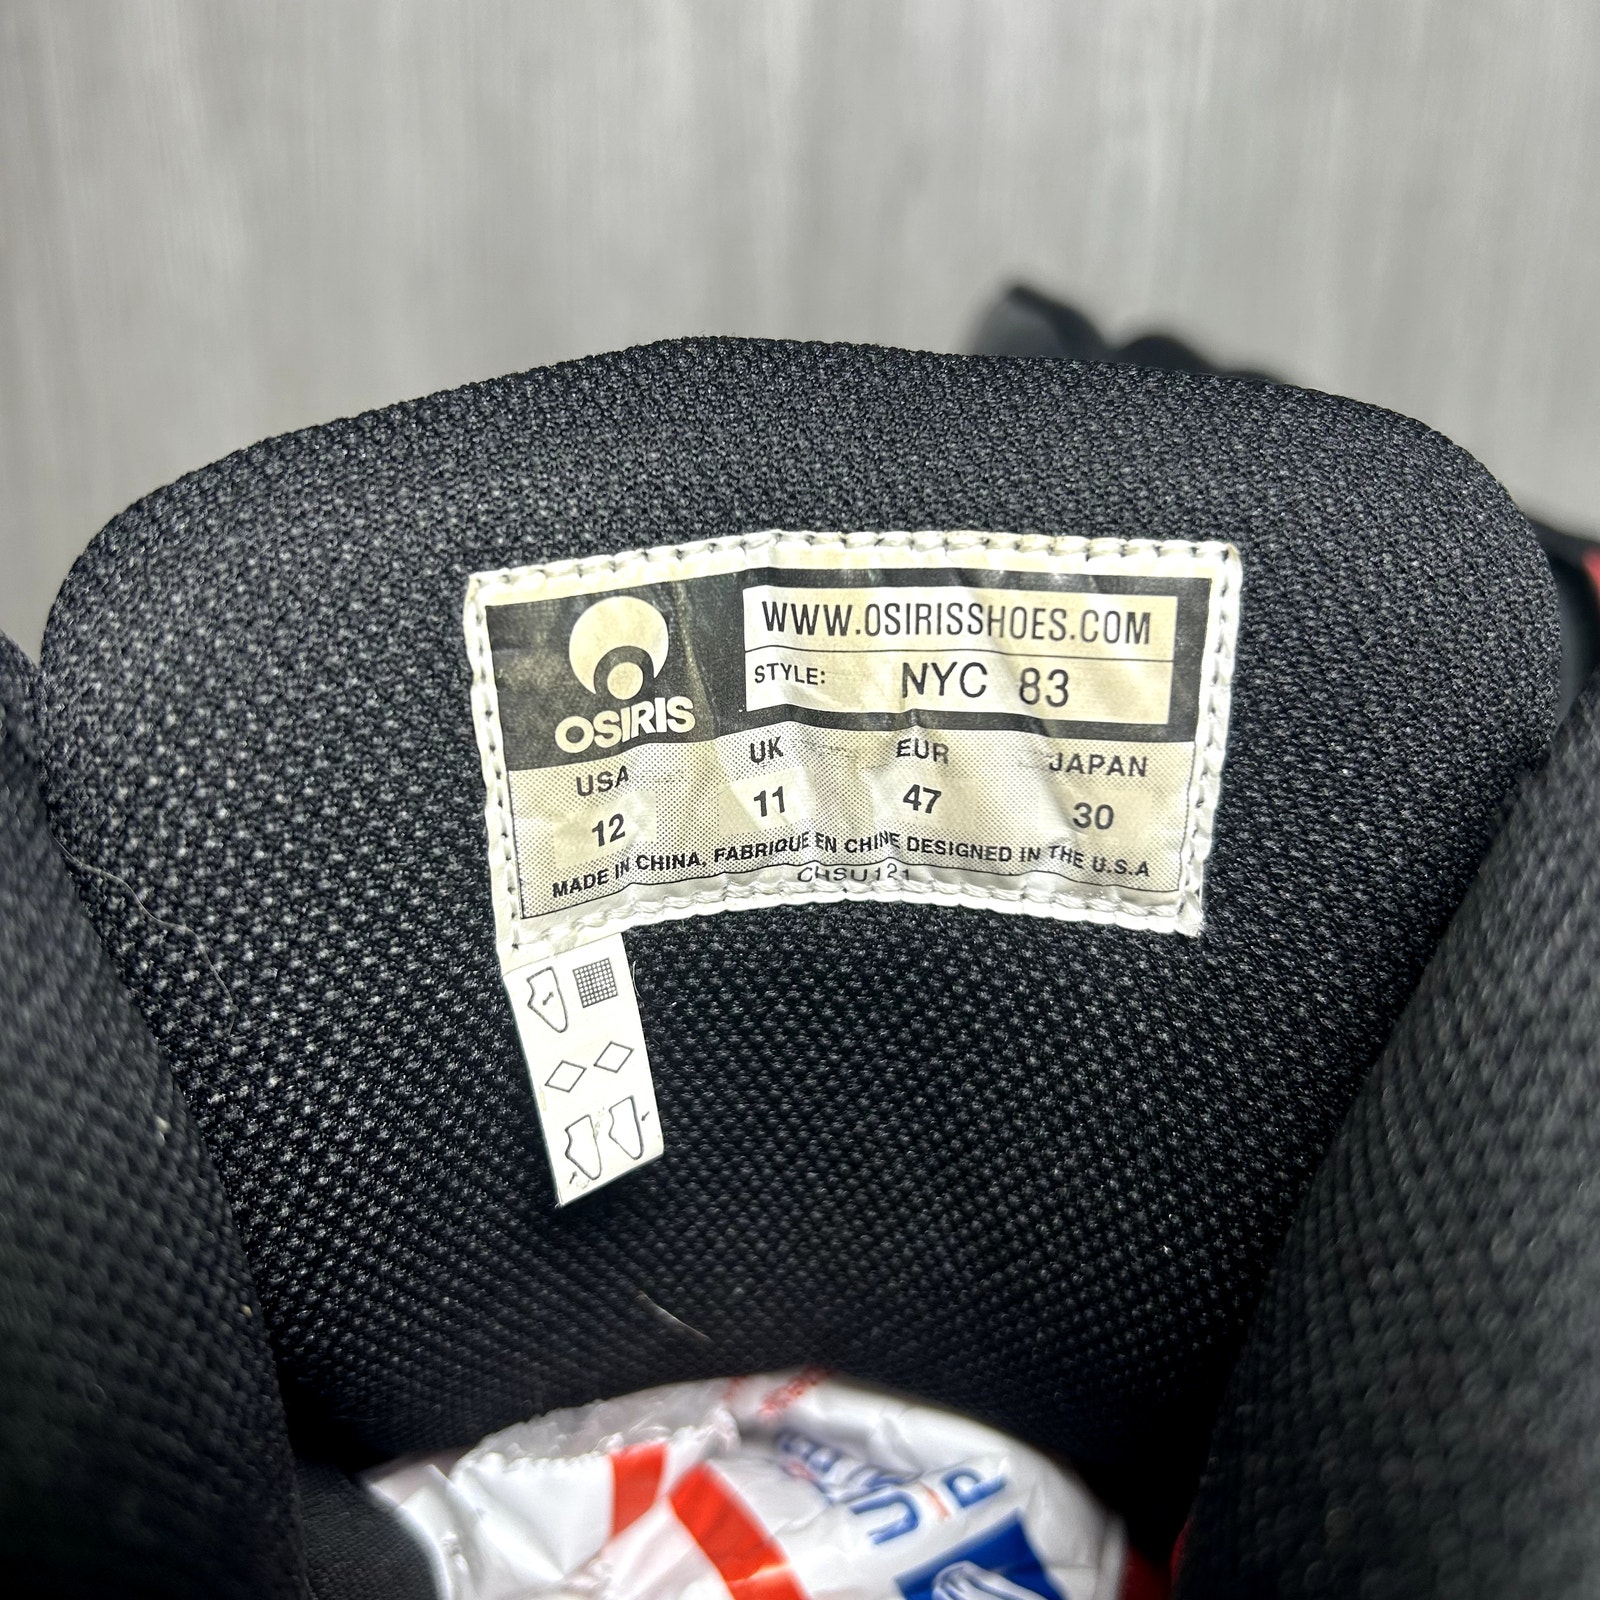 OSIRIS
WWW.OSIRISSHOES.COM
STYLE: NYC 83
USA UK EUR JAPAN
12 11 47 30
MADE IN CHINA, FABRIQUE EN CHINE DESIGNED IN THE U.S.A
CHSU121